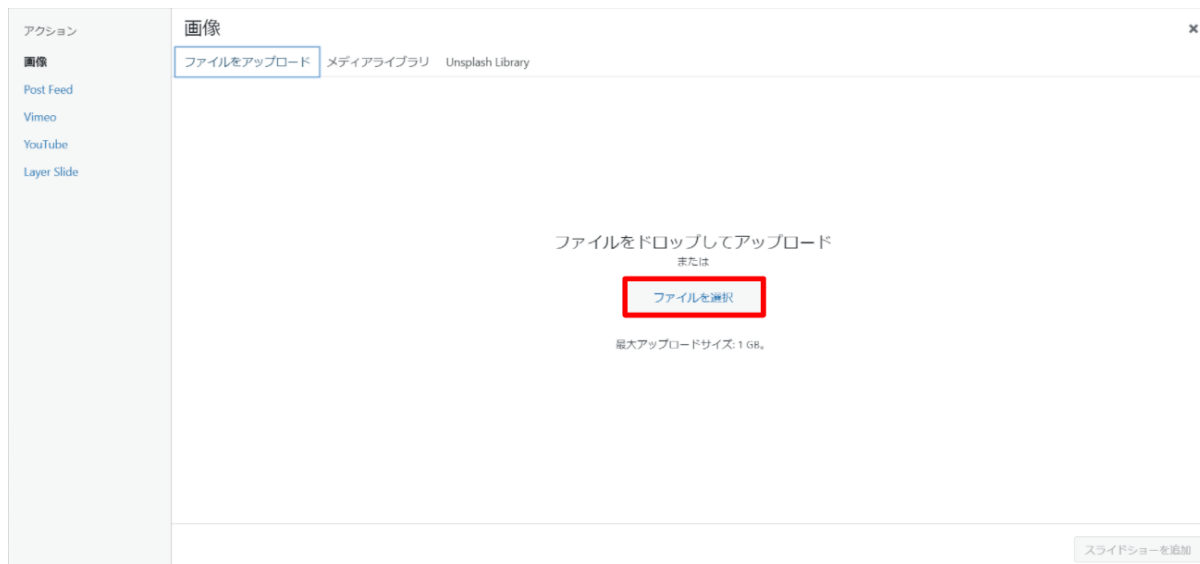 アクション
画像
Post Feed
Vimeo
YouTube
Layer Slide
画像
×
ファイルをアップロード メディアライブラリ Unsplash Library
ファイルをドロップしてアップロード
または
ファイルを選択
最大アップロードサイズ: 1 GB。
スライドショーを追加